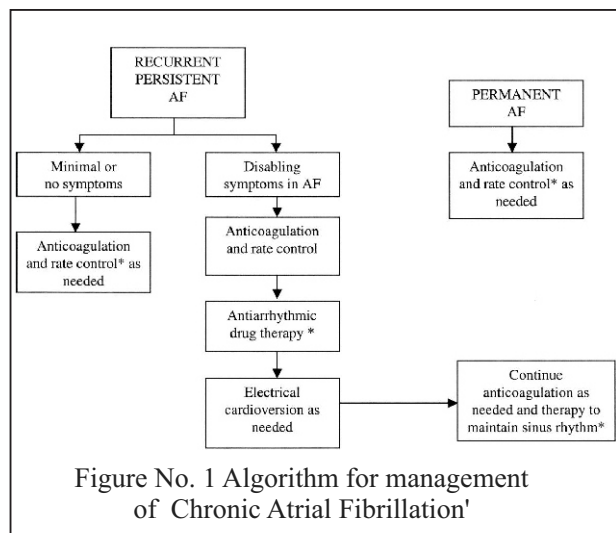 RECURRENT
PERSISTENT
AF
PERMANENT
AF
Minimal or
no symptoms
Disabling
symptoms in AF
Anticoagulation
and rate control* as
needed
Anticoagulation
and rate control* as
needed
Anticoagulation
and rate control
Antiarrhythmic
drug therapy *
Electrical
cardioversion as
needed
Continue
anticoagulation as
needed and therapy to
maintain sinus rhythm*
Figure No. 1 Algorithm for management
of Chronic Atrial Fibrillation'